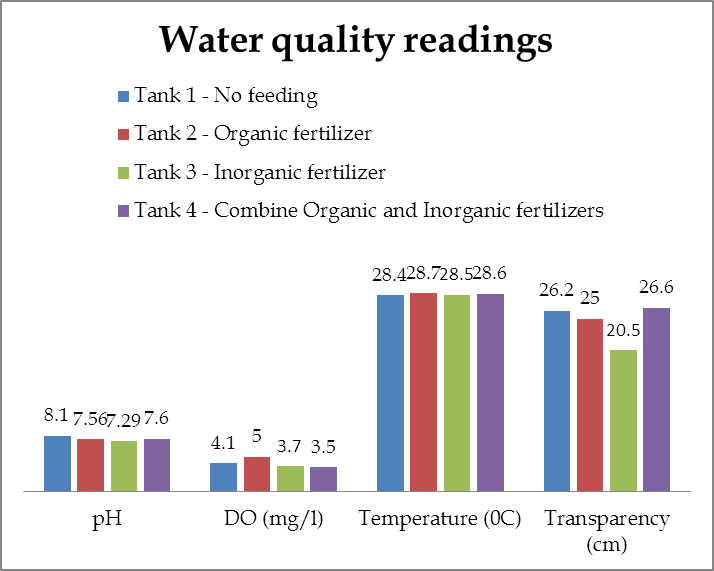 Water quality readings
Tank 1 - No feeding
Tank 2 - Organic fertilizer
Tank 3 - Inorganic fertilizer
Tank 4 - Combine Organic and Inorganic fertilizers
8.1 7.56 7.29 7.6
4.1 5 3.7 3.5
28.4 28.7 28.5 28.6
26.2 25 20.5 26.6
pH
DO (mg/l)
Temperature (0C)
Transparency
(cm)